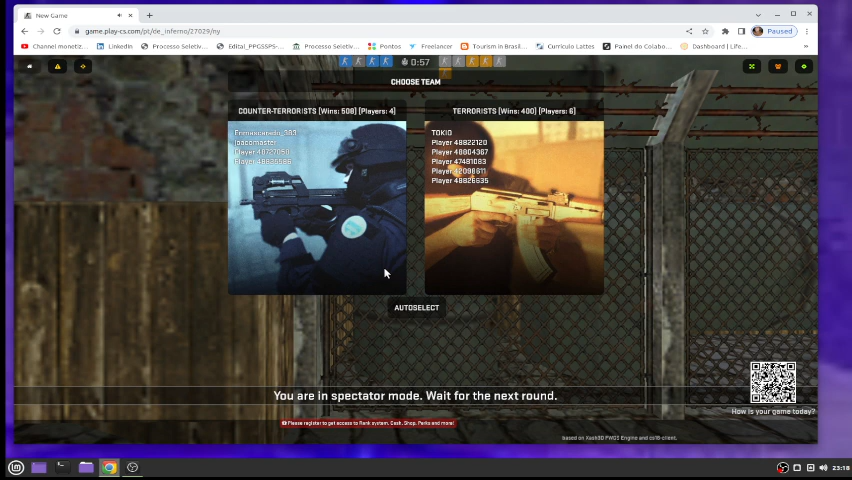 New Game
game.play-cs.com/pt/de_inferno/27029/ny
Paused
Channel monetiz...
LinkedIn
Processo Seletiv...
Edital_PPGSSPS-...
Processo Seletiv...
Pontos
Freelancer
Tourism in Brasil...
Currículo Lattes
Painel do Colabo...
Dashboard | Life...
0:57
CHOOSE TEAM
COUNTER-TERRORISTS [Wins: 508] [Players: 4]
TERRORISTS [Wins: 400] [Players: 6]
Enmascarado_383
TOKIO
Player 48822120
Player 48804367
Player 47481083
Player 48826635
AUTOSELECT
You are in spectator mode. Wait for the next round.
How is your game today?
Please register to get access to Rank system, Cash, Shop, Perks and more!
based on Xash3D FWGS Engine and cs16-client.
23:18